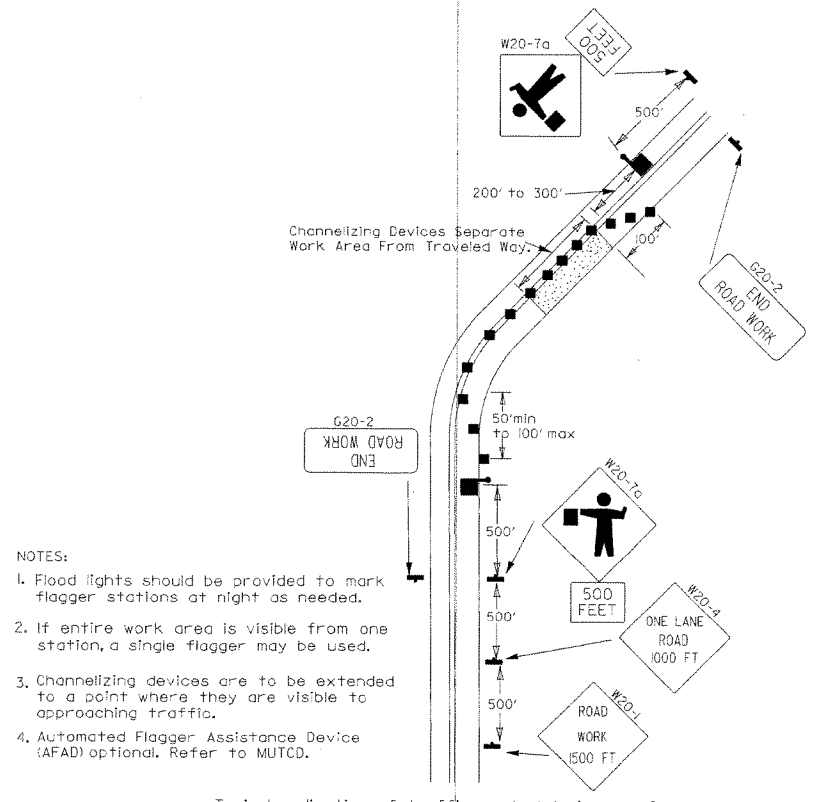 W20-7a
500
FEET
500'
200' to 300'
Channelizing Devices Separate
Work Area From Traveled Way.
100'
G20-2
END
ROAD WORK
G20-2
END
ROAD WORK
50'min
to 100' max
W20-7a
500'
500
FEET
500'
W20-4
ONE LANE
ROAD
1000 FT
500'
W20-1
ROAD
WORK
1500 FT
NOTES:
1. Flood lights should be provided to mark
flagger stations at night as needed.
2. If entire work area is visible from one
station, a single flagger may be used.
3. Channelizing devices are to be extended
to a point where they are visible to
approaching traffic.
4. Automated Flagger Assistance Device
(AFAD) optional. Refer to MUTCD.